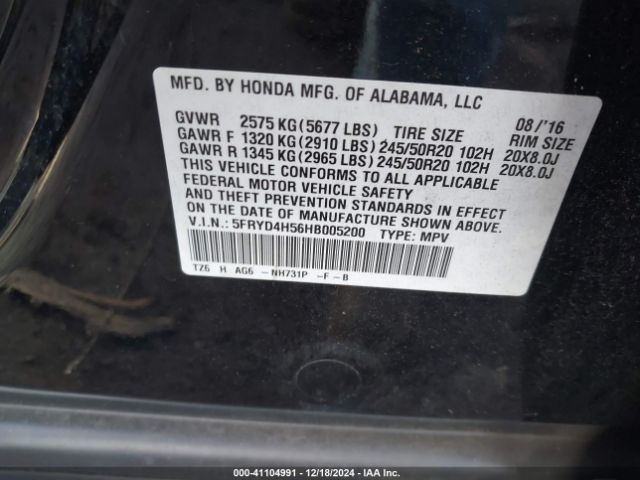 MFD. BY HONDA MFG. OF ALABAMA, LLC
GVWR 2575 KG (5677 LBS) TIRE SIZE 08/'16 RIM SIZE
GAWR F 1320 KG (2910 LBS) 245/50R20 102H 20X8.0J
GAWR R 1345 KG (2965 LBS) 245/50R20 102H 20X8.0J
THIS VEHICLE CONFORMS TO ALL APPLICABLE
FEDERAL MOTOR VEHICLE SAFETY
AND THEFT PREVENTION STANDARDS IN EFFECT
ON THE DATE OF MANUFACTURE SHOWN ABOVE.
V.I.N.: 5FRYD4H56HB005200 TYPE: MPV
TZ6 H AG6 -NH731P -F-B
000-41104991 - 12/18/2024 - IAA Inc.